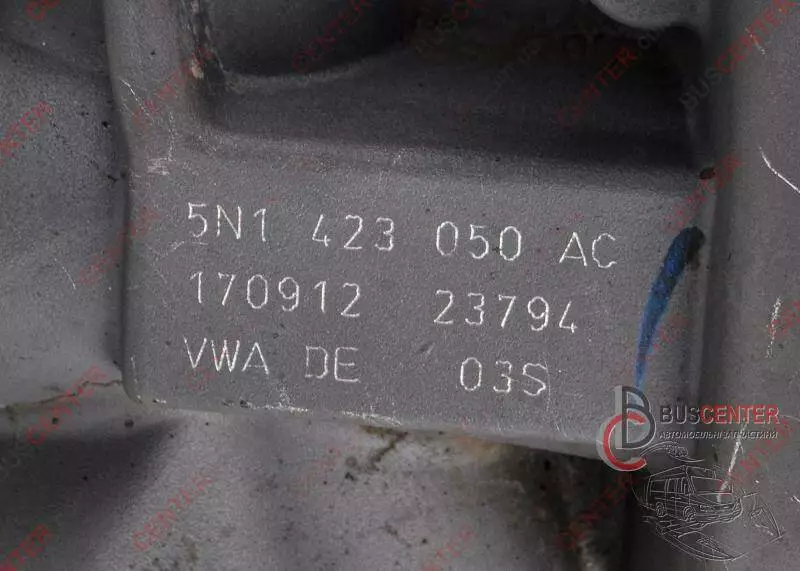 5N1 423 050 AC
170912 23794
VWA DE 03S
BUSCENTER
АВТОМОБІЛЬНІ ЗАПЧАСТИНИ